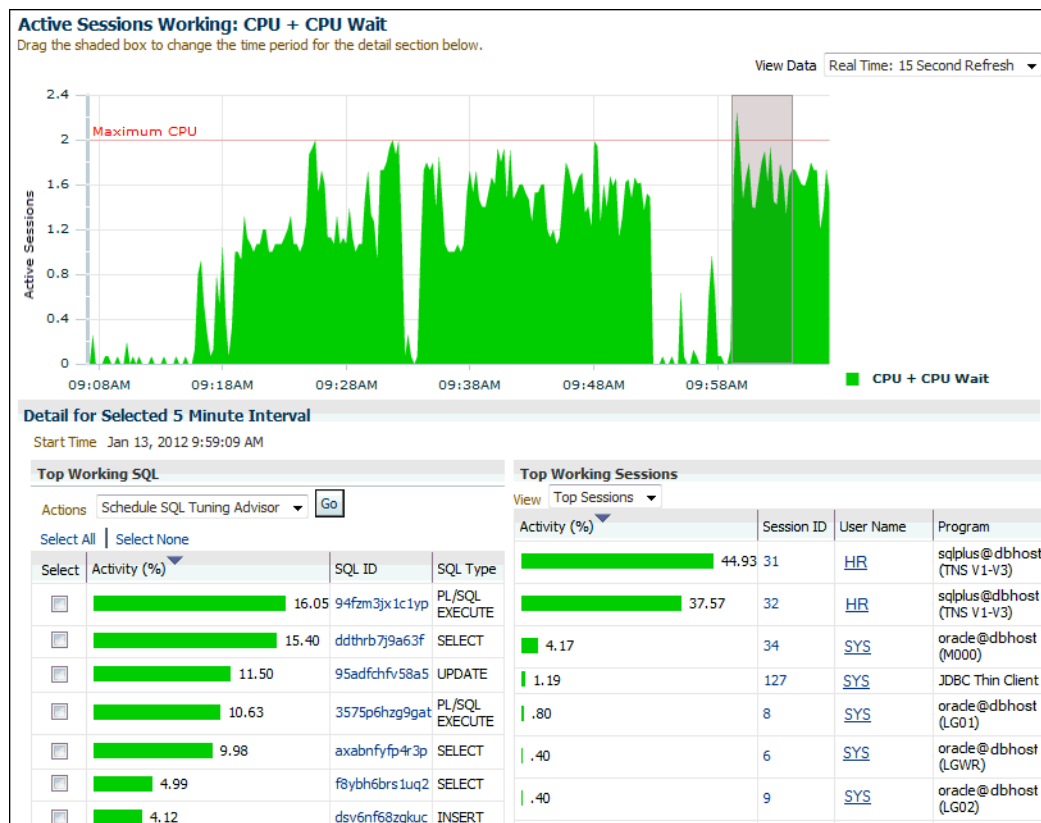 Active Sessions Working: CPU + CPU Wait
Drag the shaded box to change the time period for the detail section below.
View Data Real Time: 15 Second Refresh
2.4
Maximum CPU
2
1.6
1.2
0.8
0.4
0
Active Sessions
09:08AM 09:18AM 09:28AM 09:38AM 09:48AM 09:58AM
CPU + CPU Wait
Detail for Selected 5 Minute Interval
Start Time Jan 13, 2012 9:59:09 AM
Top Working SQL
Actions Schedule SQL Tuning Advisor Go
Select All | Select None
Select Activity (%) SQL ID SQL Type
16.05 94fzm3jx1c1yp PL/SQL
EXECUTE
15.40 ddthrb7j9a63f SELECT
11.50 95adfchfv58a5 UPDATE
10.63 3575p6hzg9gat PL/SQL
EXECUTE
9.98 axabnfyfp4r3p SELECT
4.99 f8ybh6brs1uq2 SELECT
4.12 dsv6nf68zgkuc INSERT
Top Working Sessions
View Top Sessions
Activity (%) Session ID User Name Program
44.93 31 HR sqlplus@dbhost
(TNS V1-V3)
37.57 32 HR sqlplus@dbhost
(TNS V1-V3)
4.17 34 SYS oracle@dbhost
(M000)
1.19 127 SYS JDBC Thin Client
.80 8 SYS oracle@dbhost
(LG01)
.40 6 SYS oracle@dbhost
(LGWR)
.40 9 SYS oracle@dbhost
(LG02)